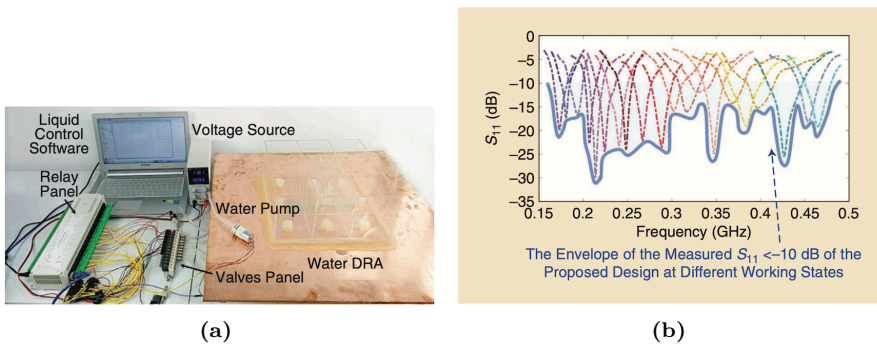 Liquid
Control
Software
Voltage Source
Relay
Panel
Water Pump
Water DRA
Valves Panel
(a)
S11 (dB)
0
–5
–10
–15
–20
–25
–30
–35
0.15 0.2 0.25 0.3 0.35 0.4 0.45 0.5
Frequency (GHz)
The Envelope of the Measured S11 <–10 dB of the
Proposed Design at Different Working States
(b)